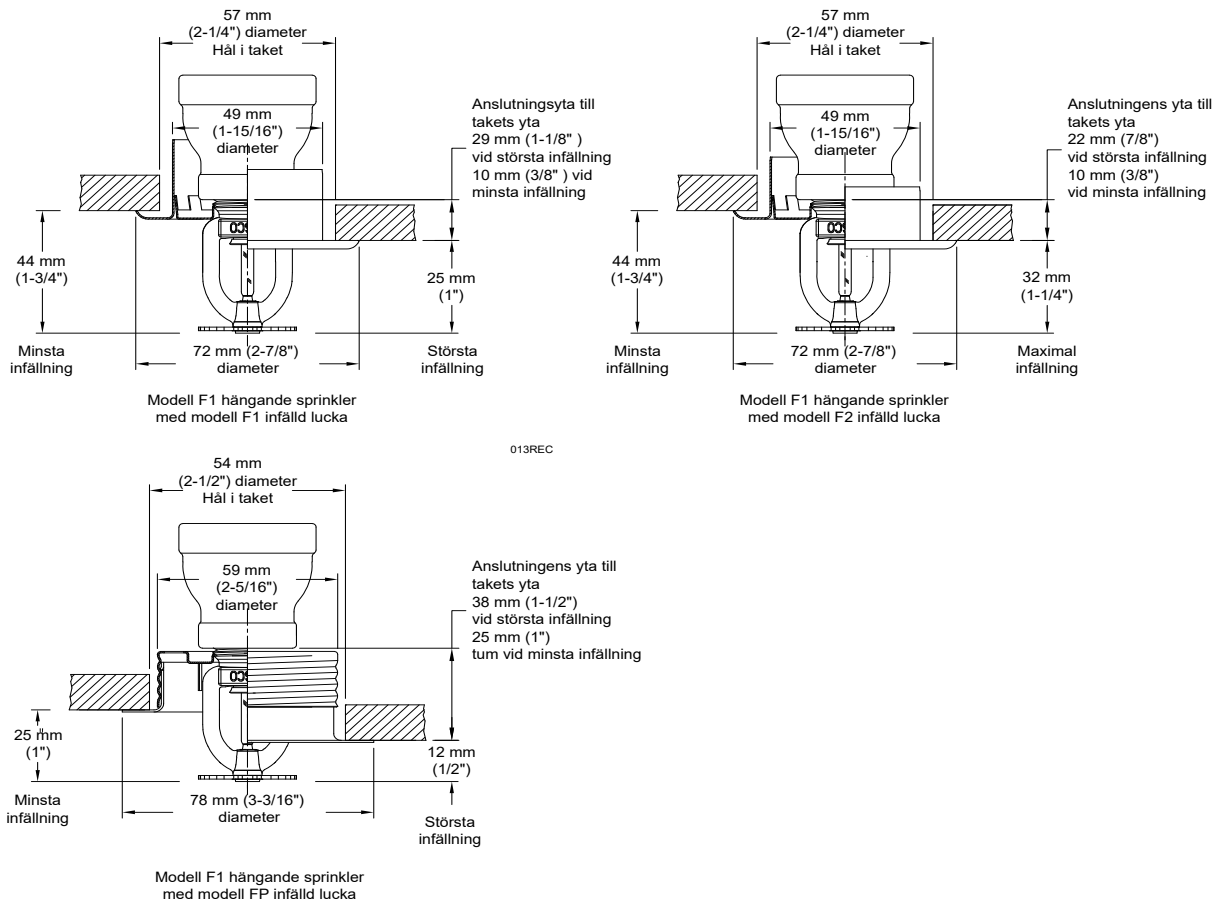 57 mm
(2-1/4") diameter
Hål i taket
49 mm
(1-15/16")
diameter
Anslutningsyta till
takets yta
29 mm (1-1/8" )
vid största infällning
10 mm (3/8" ) vid
minsta infällning
SCO
44 mm
(1-3/4")
25 mm
(1")
Minsta
infällning
72 mm (2-7/8")
diameter
Största
infällning
Modell F1 hängande sprinkler
med modell F1 infälld lucka
57 mm
(2-1/4") diameter
Hål i taket
49 mm
(1-15/16")
diameter
Anslutningens yta till
takets yta
22 mm (7/8")
vid största infällning
10 mm (3/8")
vid minsta infällning
SCO
44 mm
(1-3/4")
32 mm
(1-1/4")
Minsta
infällning
72 mm (2-7/8")
diameter
Maximal
infällning
Modell F1 hängande sprinkler
med modell F2 infälld lucka
013REC
54 mm
(2-1/2") diameter
Hål i taket
59 mm
(2-5/16")
diameter
Anslutningens yta till
takets yta
38 mm (1-1/2")
vid största infällning
25 mm (1")
tum vid minsta infällning
SCO
25 mm
(1")
12 mm
(1/2")
Minsta
infällning
78 mm (3-3/16")
diameter
Största
infällning
Modell F1 hängande sprinkler
med modell FP infälld lucka